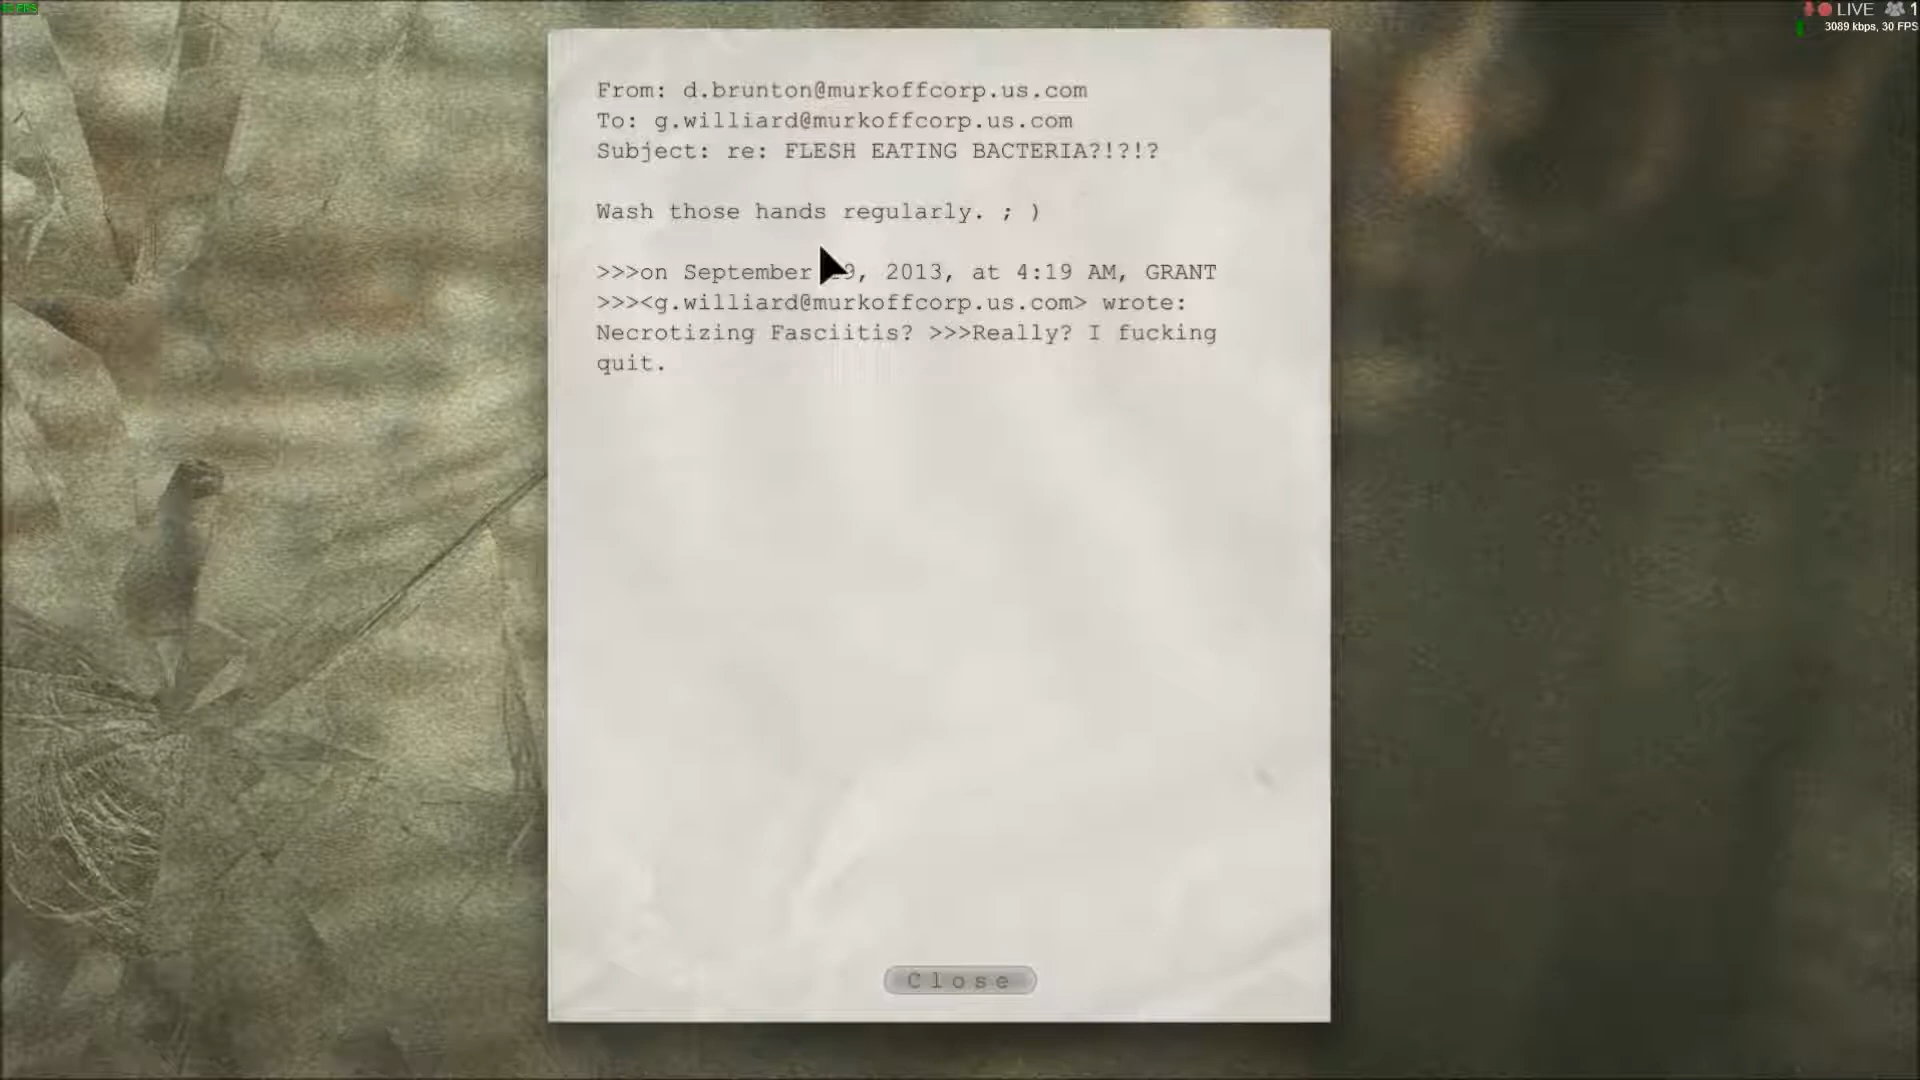 LIVE 1
3089 kbps, 30 FPS
From: d.brunton@murkoffcorp.us.com
To: g.williard@murkoffcorp.us.com
Subject: re: FLESH EATING BACTERIA?!?!?
Wash those hands regularly. ; )
>>>on September 9, 2013, at 4:19 AM, GRANT
>>><g.williard@murkoffcorp.us.com> wrote:
Necrotizing Fasciitis? >>>Really? I fucking
quit.
Close